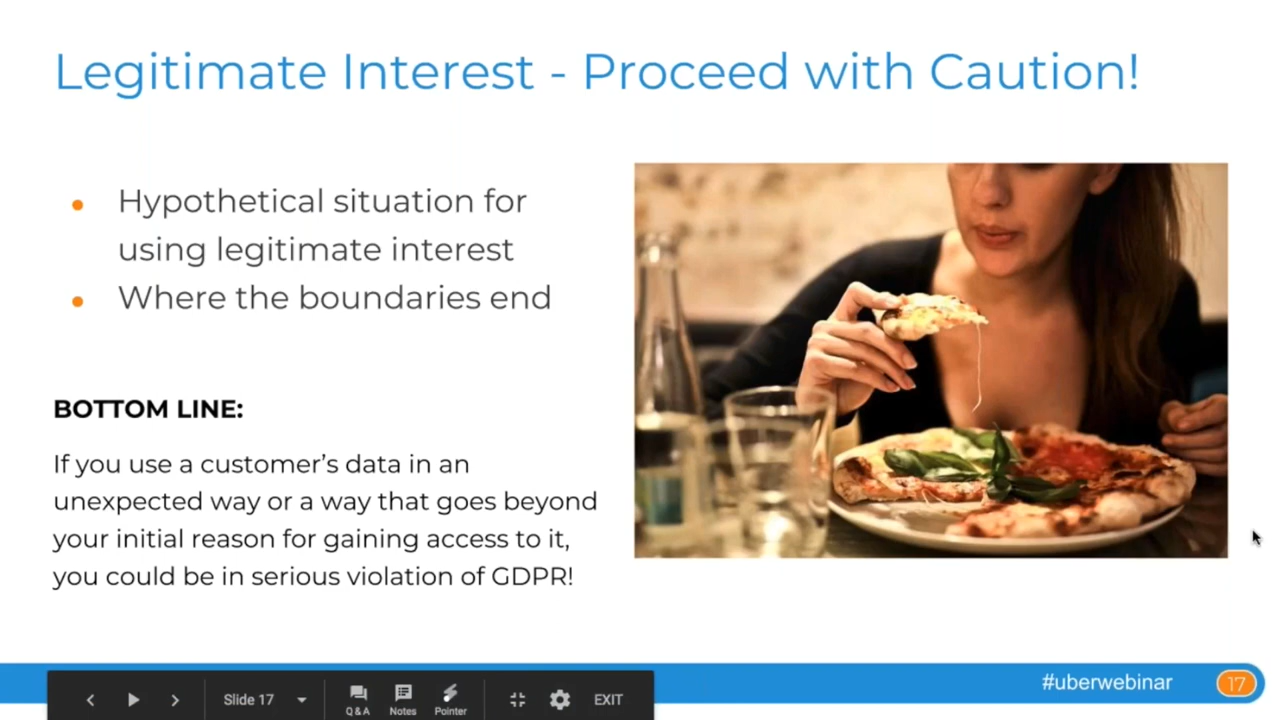 Legitimate Interest - Proceed with Caution!
Hypothetical situation for
using legitimate interest
Where the boundaries end
BOTTOM LINE:
If you use a customer’s data in an
unexpected way or a way that goes beyond
your initial reason for gaining access to it,
you could be in serious violation of GDPR!
#uberwebinar
17
Slide 17
Q & A
Notes
Pointer
EXIT